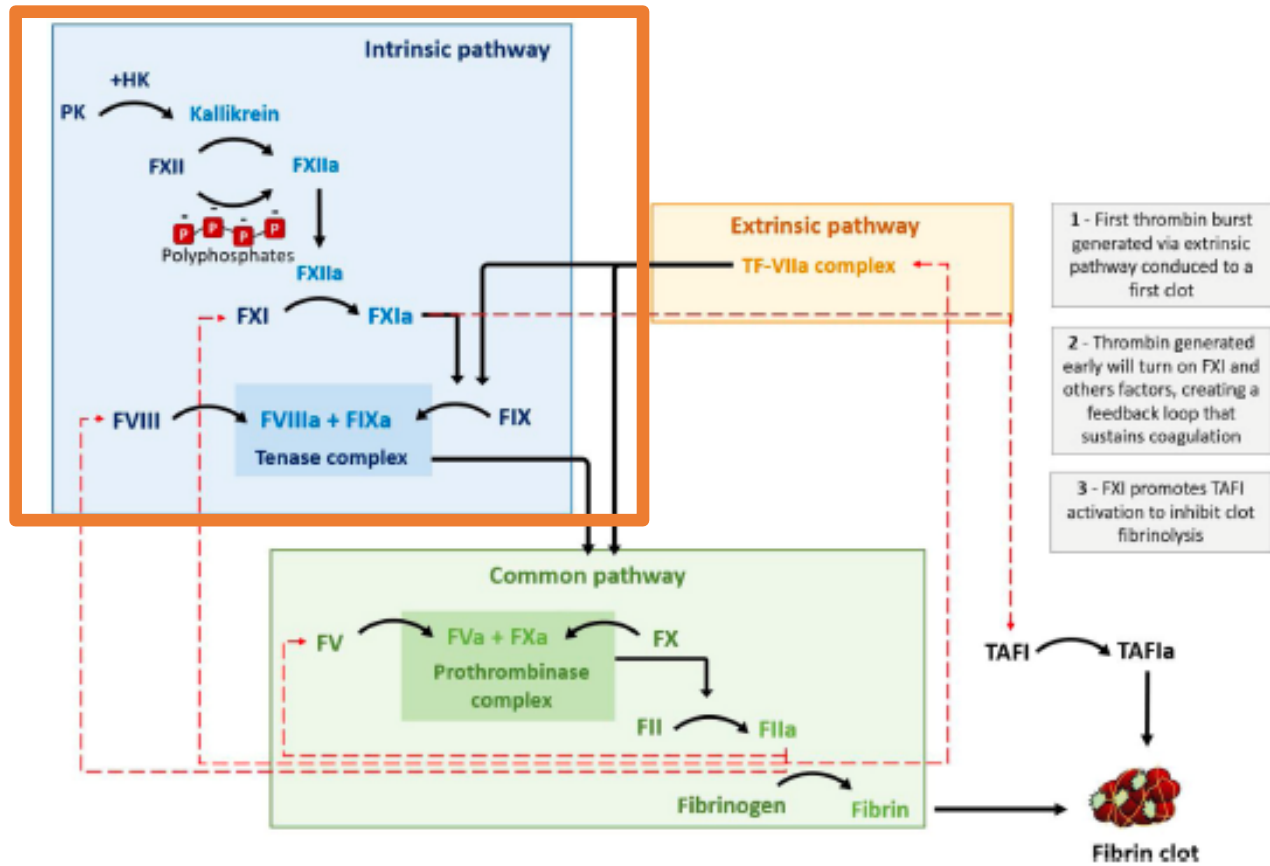 Intrinsic pathway
+HK
PK
Kallikrein
FXII
FXIIa
P P P P
Polyphosphates
FXIIa
FXI
FXIa
FVIII
FVIIIa + FIXa
FIX
Tenase complex
Extrinsic pathway
TF-VIIa complex
1 - First thrombin burst
generated via extrinsic
pathway conduced to a
first clot
2 - Thrombin generated
early will turn on FXI and
others factors, creating a
feedback loop that
sustains coagulation
3 - FXI promotes TAFI
activation to inhibit clot
fibrinolysis
Common pathway
FV
FVa + FXa
FX
Prothrombinase
complex
FII
FIIa
Fibrinogen
Fibrin
TAFI
TAFIa
Fibrin clot